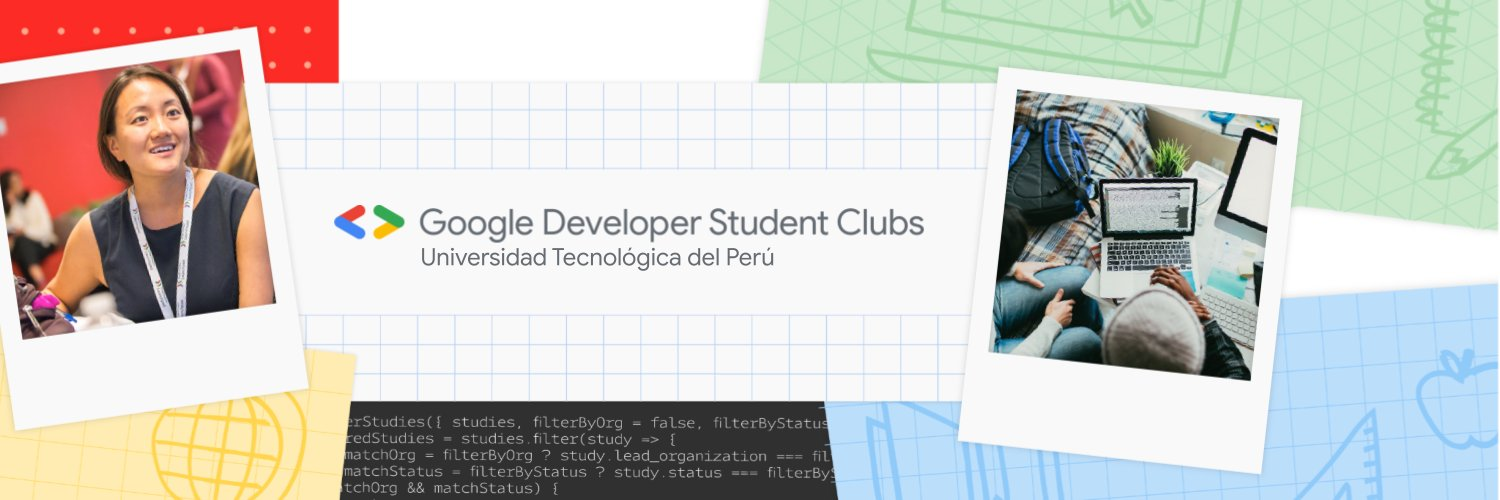 Google Developer Student Clubs
Universidad Tecnológica del Perú
erStudies({ studies, filterByOrg = false, filterByStatus
redStudies = studies.filter(study => {
matchOrg = filterByOrg ? study.lead_organization === fil
matchStatus = filterByStatus ? study.status === filterByS
tchOrg && matchStatus) {